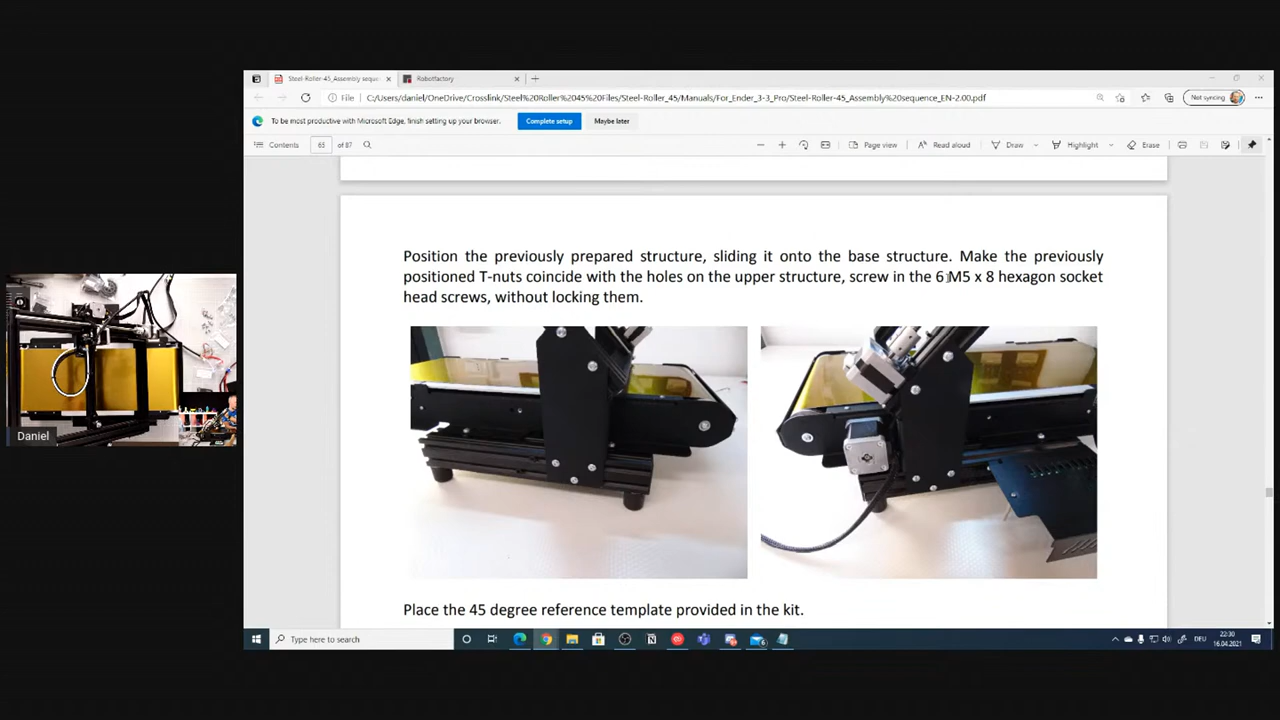 Steel-Roller-45_Assembly seque
Robotfactory
File
C:/Users/daniel/OneDrive/Crosslink/Steel%20Roller%2045%20Files/Steel-Roller_45/Manuals/For_Ender_3-3_Pro/Steel-Roller-45_Assembly%20sequence_EN-2.00.pdf
Not syncing
To be most productive with Microsoft Edge, finish setting up your browser.
Complete setup
Maybe later
Contents
65
of 87
Page view
Read aloud
Draw
Highlight
Erase
Position the previously prepared structure, sliding it onto the base structure. Make the previously
positioned T-nuts coincide with the holes on the upper structure, screw in the 6 M5 x 8 hexagon socket
head screws, without locking them.
Place the 45 degree reference template provided in the kit.
Daniel
Type here to search
DEU
22:30
16.04.2021